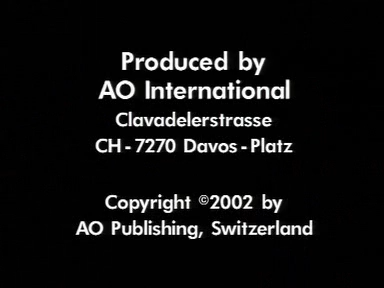 Produced by
AO International
Clavadelerstrasse
CH - 7270 Davos - Platz
Copyright ©2002 by
AO Publishing, Switzerland